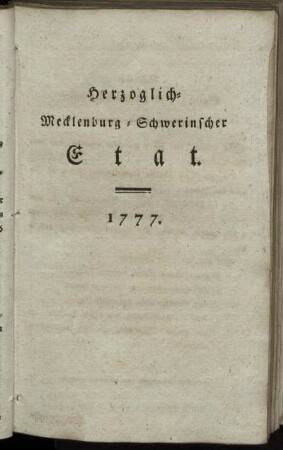 Herzoglich-
Mecklenburg-Schwerinscher
Etat.
1777.